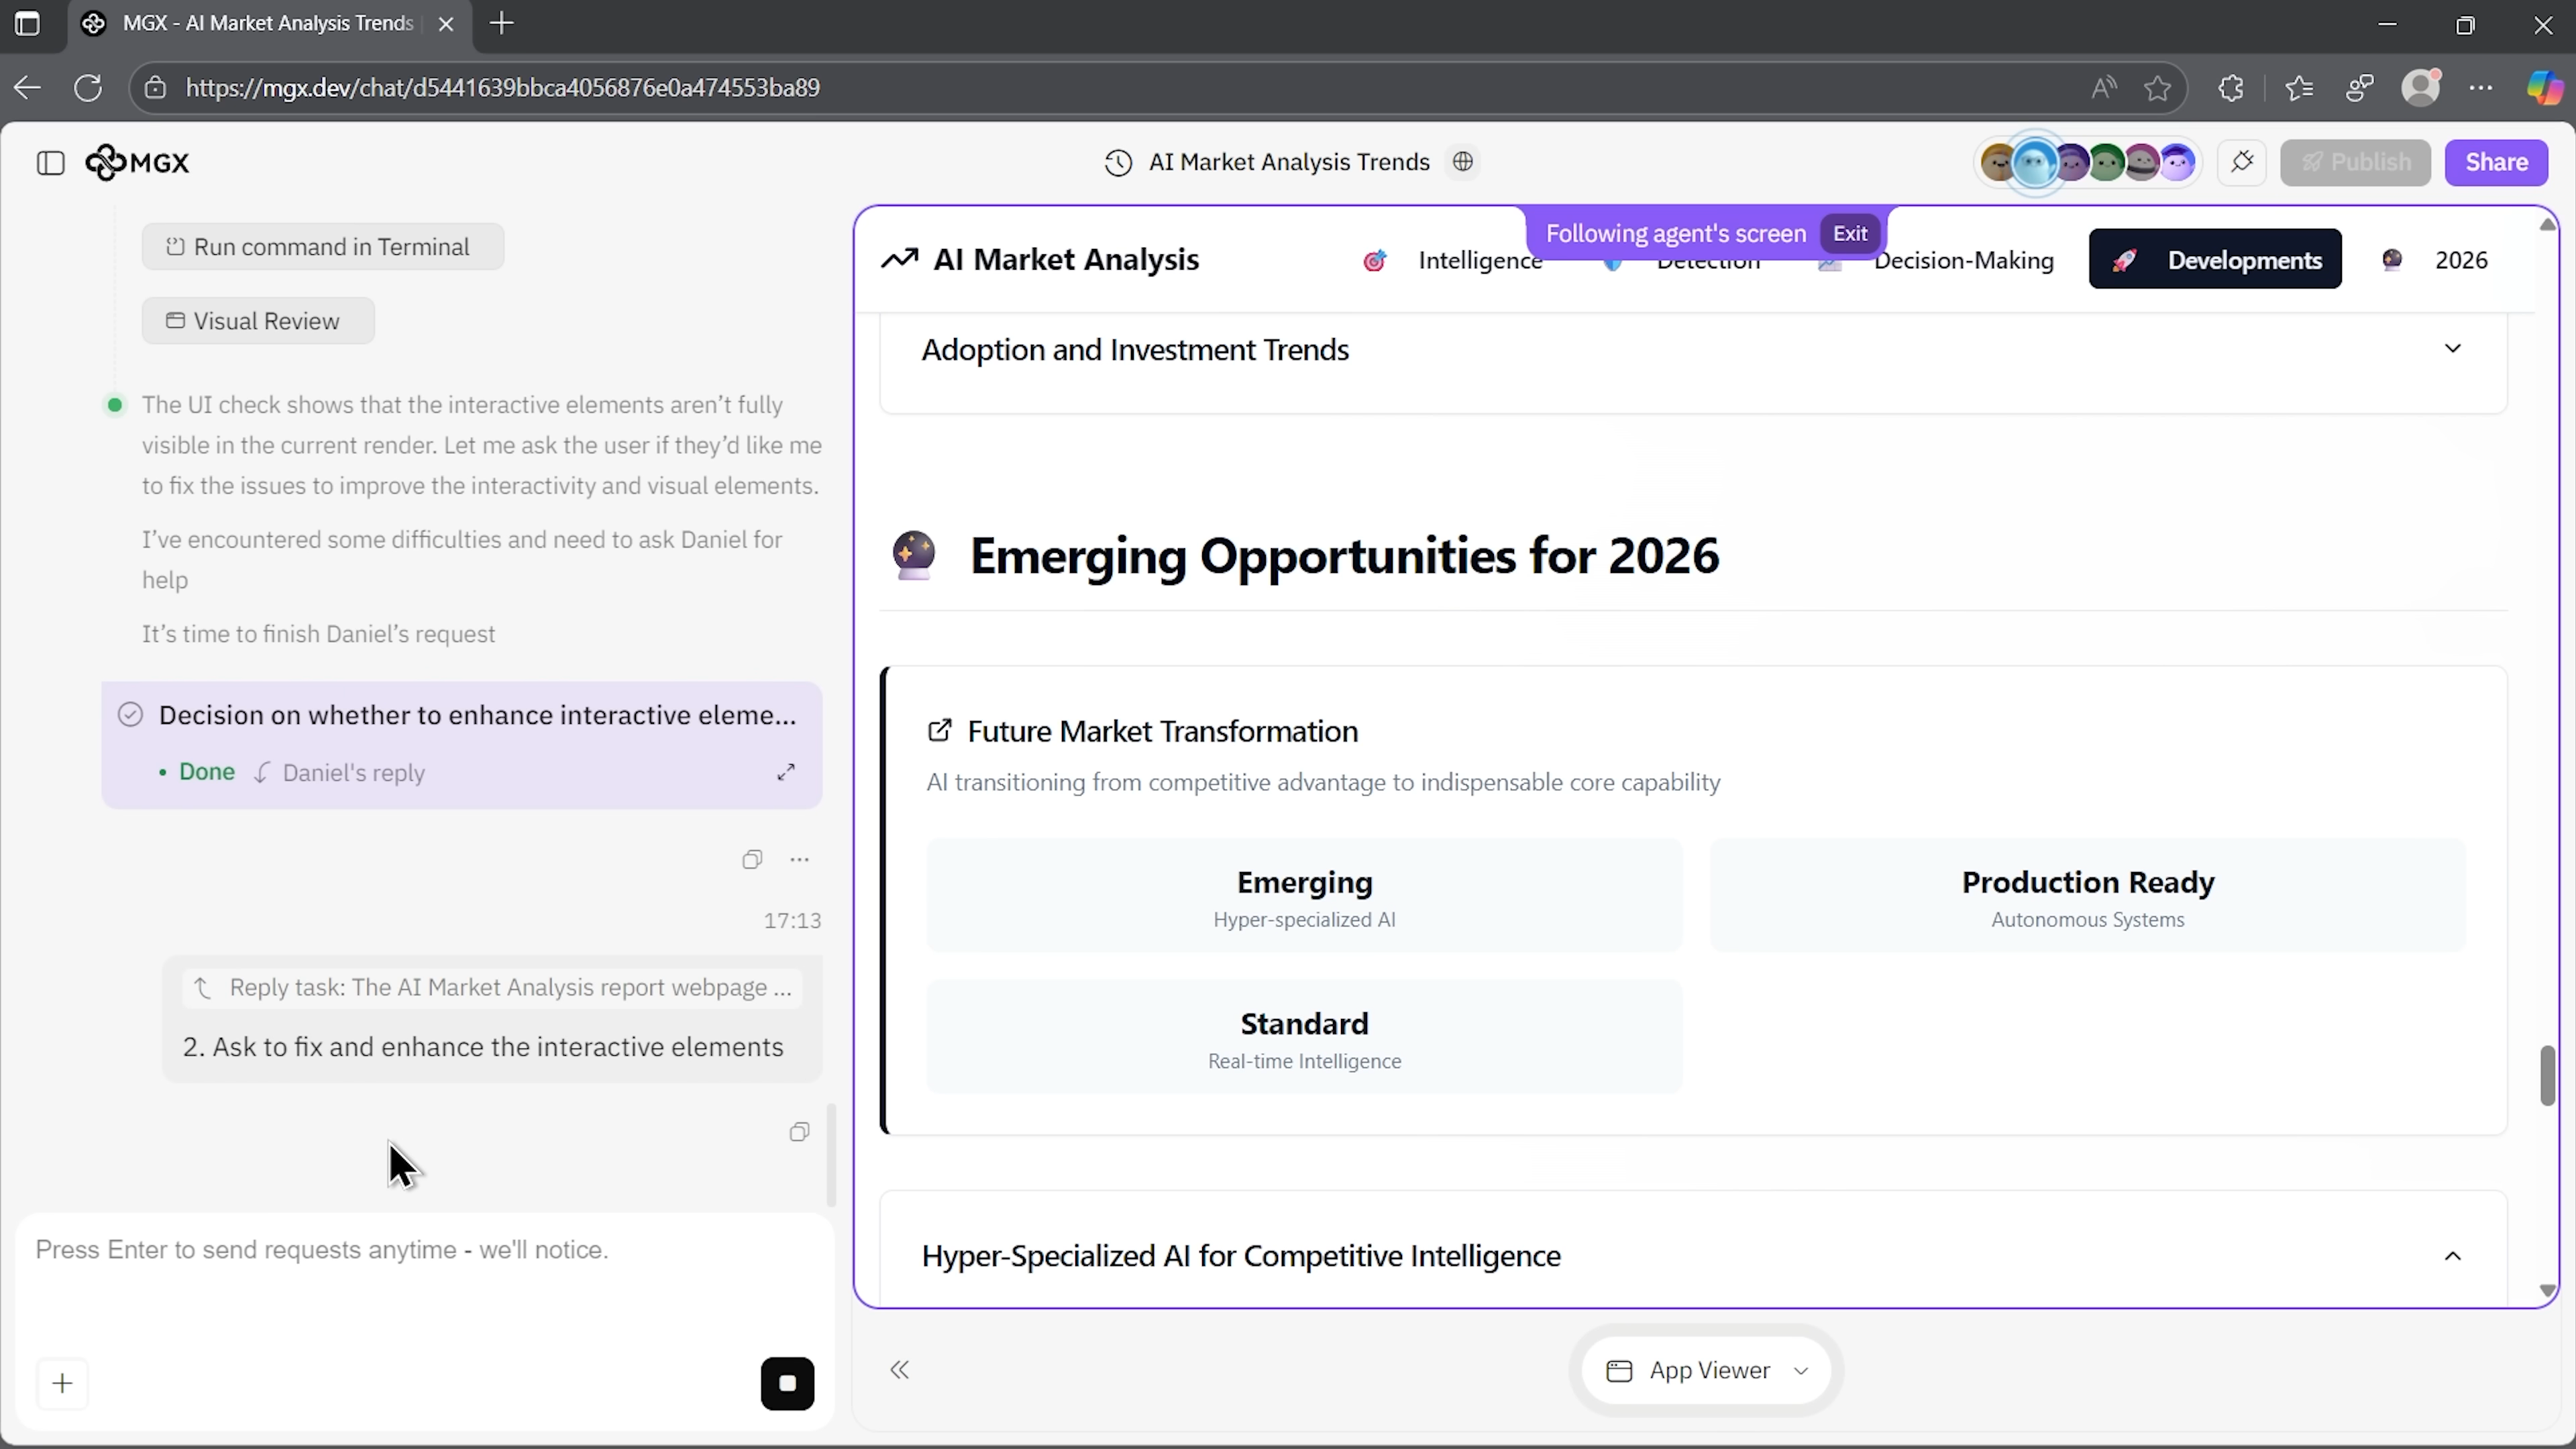 MGX - AI Market Analysis Trends
https://mgx.dev/chat/d5441639bbca4056876e0a474553ba89
MGX
AI Market Analysis Trends
Publish
Share
Run command in Terminal
Visual Review
The UI check shows that the interactive elements aren't fully
visible in the current render. Let me ask the user if they'd like me
to fix the issues to improve the interactivity and visual elements.
I've encountered some difficulties and need to ask Daniel for
help
It's time to finish Daniel's request
Decision on whether to enhance interactive eleme...
• Done Daniel's reply
17:13
Reply task: The AI Market Analysis report webpage ...
2. Ask to fix and enhance the interactive elements
Press Enter to send requests anytime - we'll notice.
Following agent's screen Exit
AI Market Analysis
Intelligence
Detection
Decision-Making
Developments
2026
Adoption and Investment Trends
Emerging Opportunities for 2026
Future Market Transformation
AI transitioning from competitive advantage to indispensable core capability
Emerging
Hyper-specialized AI
Production Ready
Autonomous Systems
Standard
Real-time Intelligence
Hyper-Specialized AI for Competitive Intelligence
App Viewer